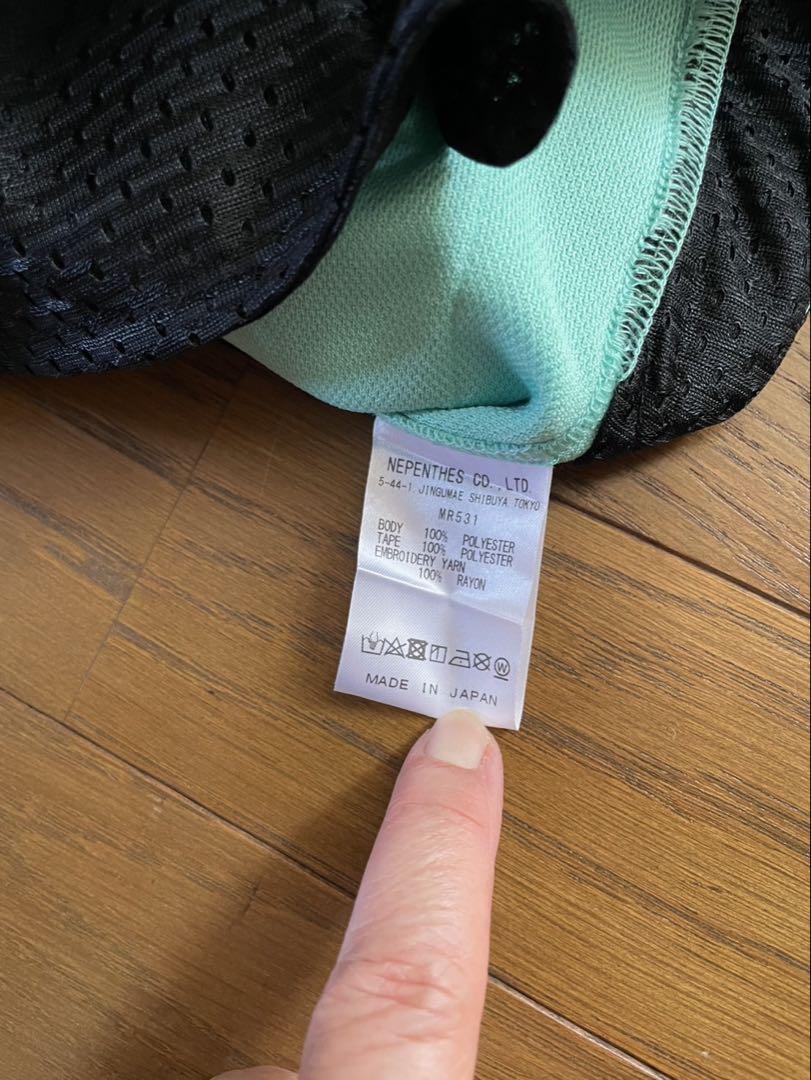 NEPENTHES CO.,LTD.
5-44-1, JINGUMAE SHIBUYA TOKYO
MR531
BODY 100% POLYESTER
TAPE 100% POLYESTER
EMBROIDERY YARN
100% RAYON
W
MADE IN JAPAN